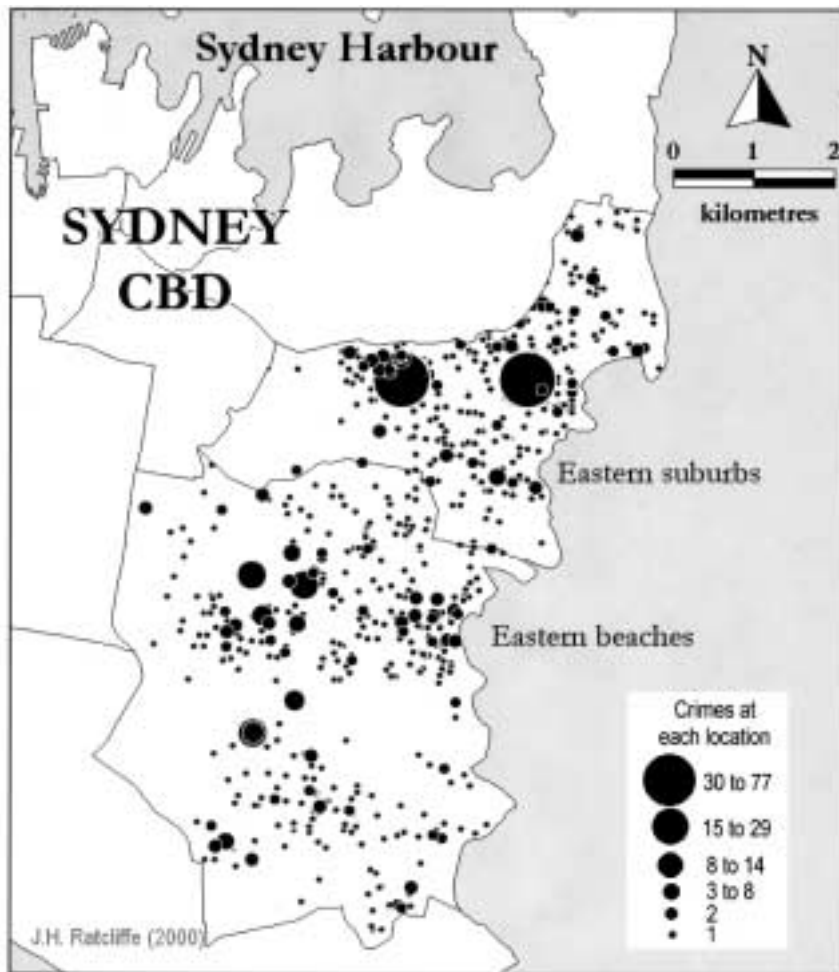 Sydney Harbour
N
0 1 2
kilometres
SYDNEY
CBD
Eastern suburbs
Eastern beaches
Crimes at
each location
30 to 77
15 to 29
8 to 14
3 to 8
2
1
J.H. Ratcliffe (2000)